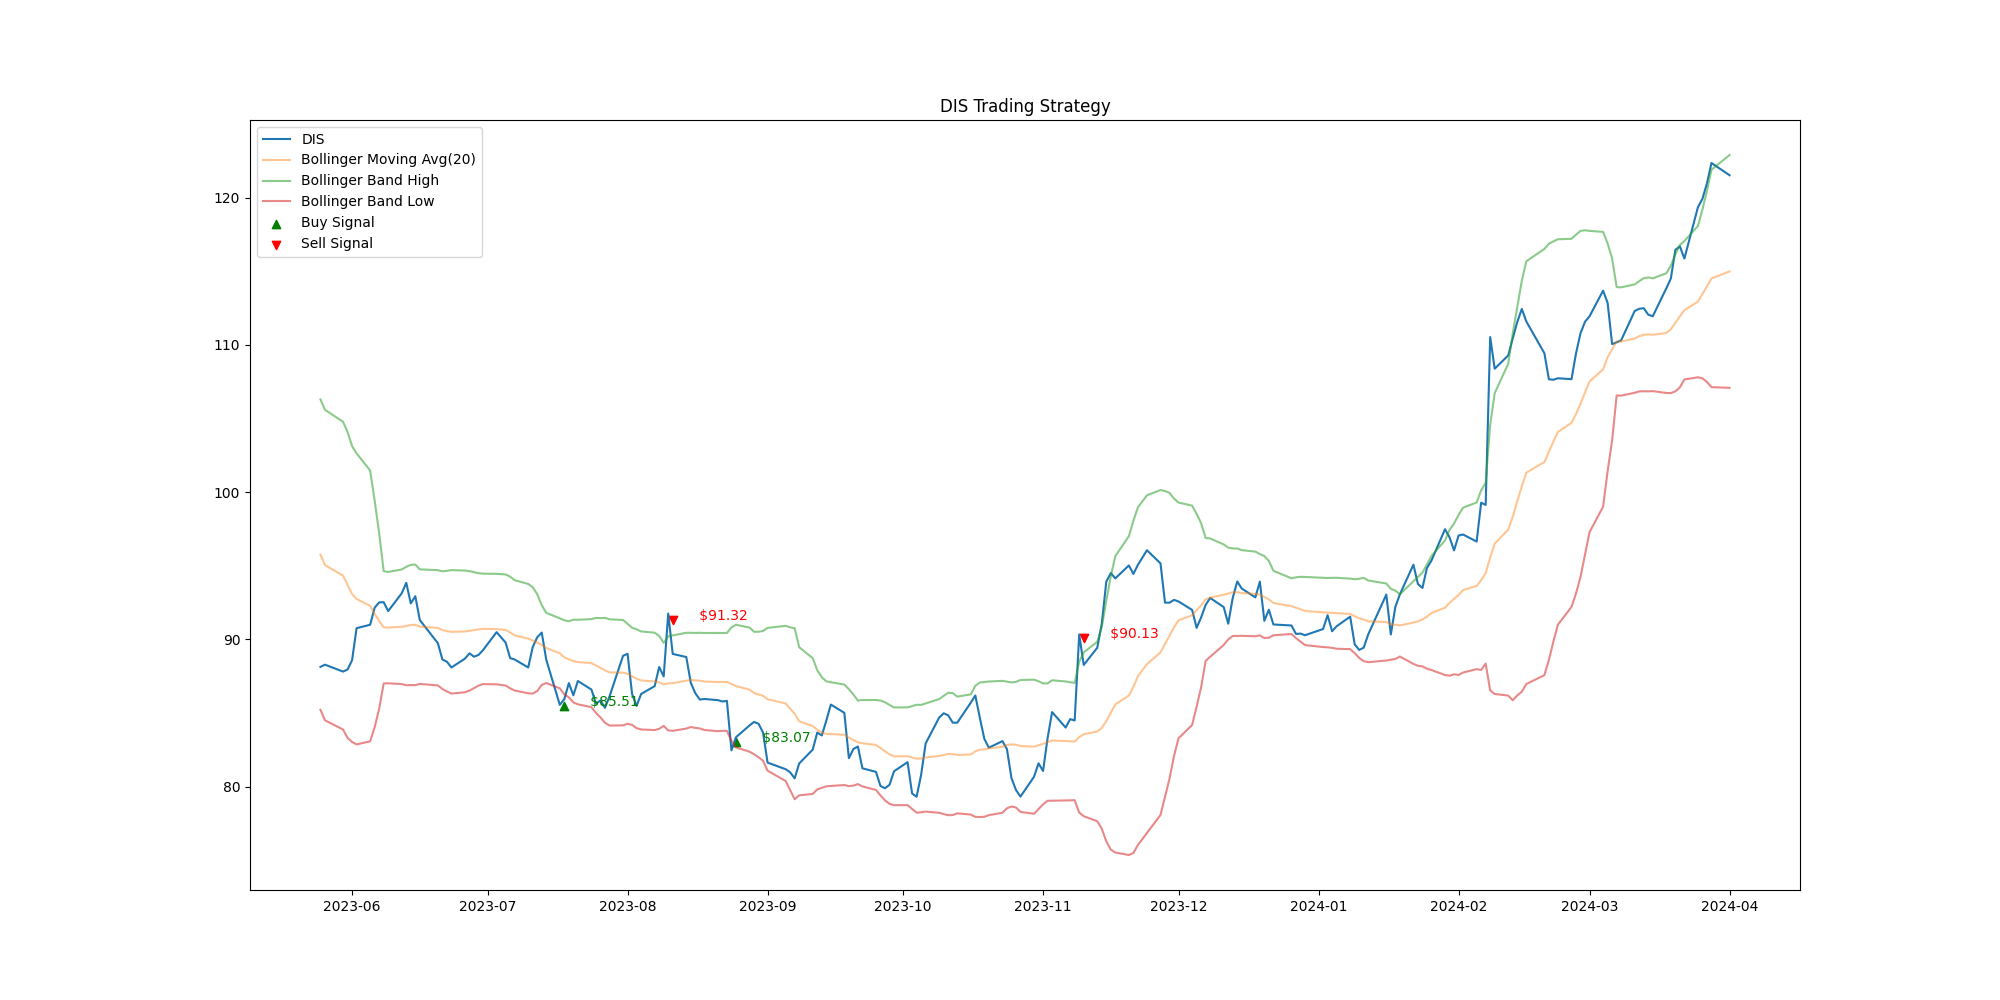 DIS Trading Strategy
DIS
Bollinger Moving Avg(20)
Bollinger Band High
Bollinger Band Low
Buy Signal
Sell Signal
120
110
100
90
80
$91.32
$90.13
$85.51
$83.07
2023-06
2023-07
2023-08
2023-09
2023-10
2023-11
2023-12
2024-01
2024-02
2024-03
2024-04